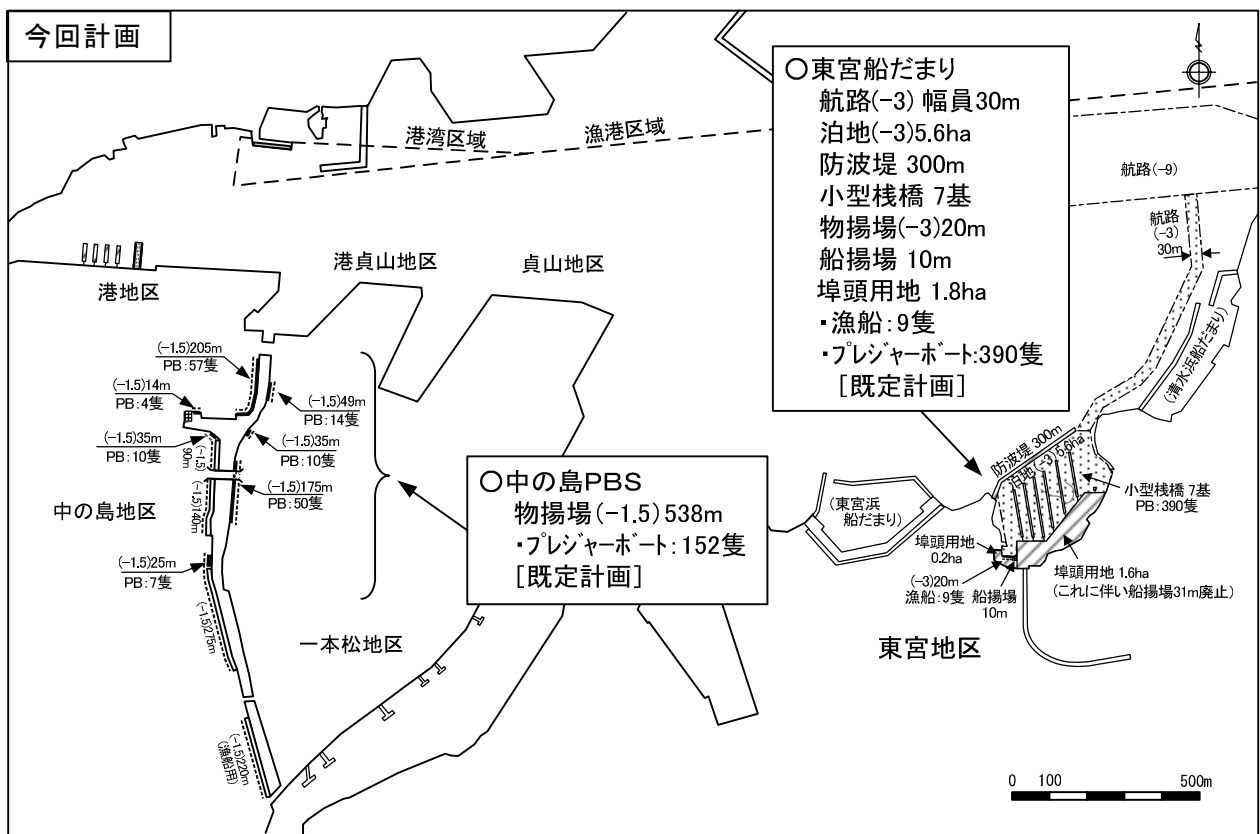 今回計画
○東宮船だまり
航路(-3) 幅員30m
泊地(-3)5.6ha
防波堤 300m
小型桟橋 7基
物揚場(-3)20m
船揚場 10m
埠頭用地 1.8ha
・漁船:9隻
・プレジャーボート:390隻
[既定計画]
港湾区域
漁港区域
航路(-9)
航路
(-3)
30m
港地区
港貞山地区
貞山地区
(清水浜船だまり)
(-1.5)205m
PB:57隻
(-1.5)14m
PB:4隻
(-1.5)35m
PB:10隻
(-1.5)
90m
(-1.5)140m
(-1.5)49m
PB:14隻
(-1.5)35m
PB:10隻
(-1.5)175m
PB:50隻
中の島地区
(-1.5)25m
PB:7隻
(-1.5)275m
(-1.5)220m
(漁船用)
一本松地区
○中の島PBS
物揚場(-1.5) 538m
・プレジャーボート:152隻
[既定計画]
(東宮浜
船だまり)
防波堤 300m
泊地(-3)5.6ha
小型桟橋 7基
PB:390隻
埠頭用地
0.2ha
(-3)20m
漁船:9隻
船揚場
10m
埠頭用地 1.6ha
(これに伴い船揚場31m廃止)
東宮地区
0 100 500m